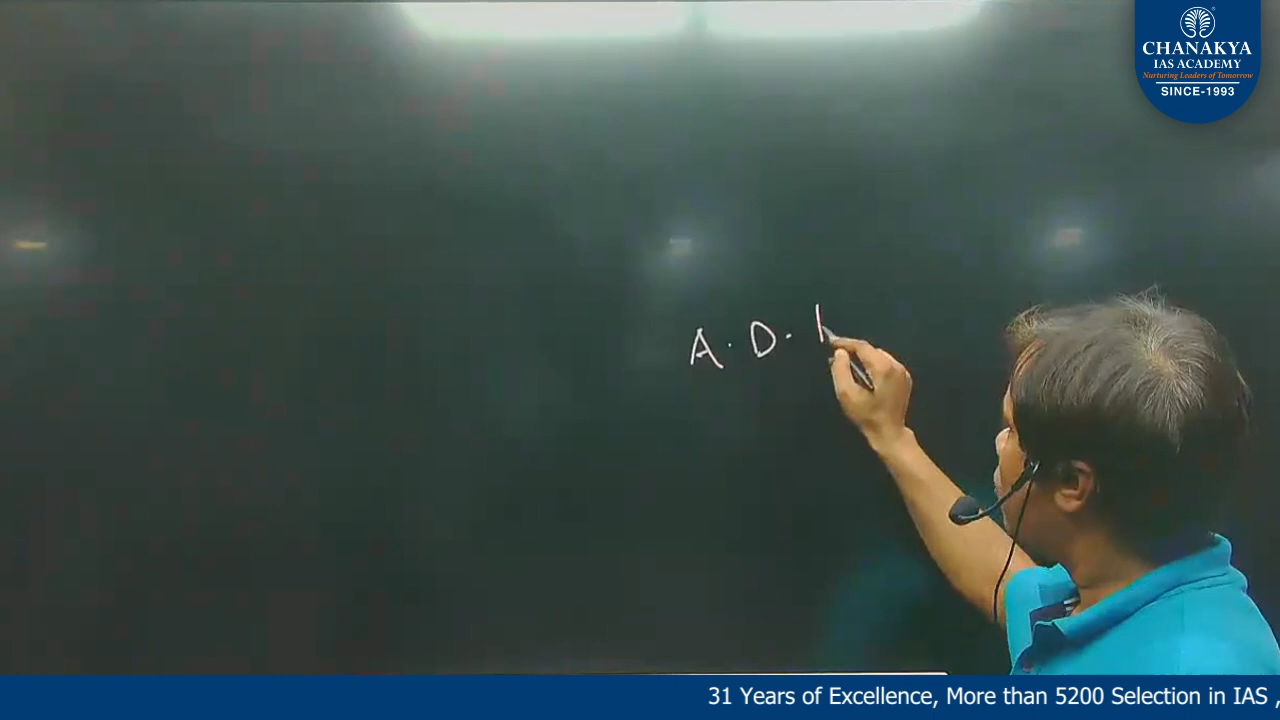 CHANAKYA
IAS ACADEMY
Nurturing Leaders of Tomorrow
SINCE-1993
A. D.
31 Years of Excellence, More than 5200 Selection in IAS ,